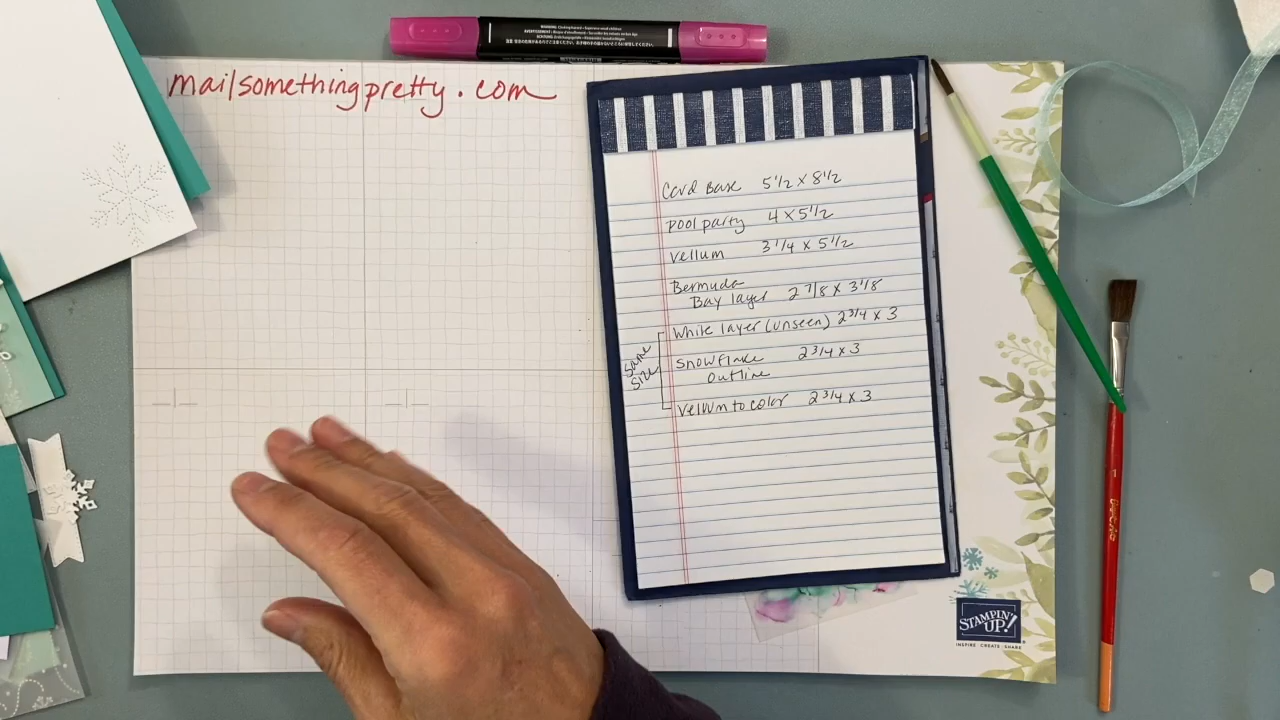 mailsomethingpretty.com
Card Base 5 1/2 x 8 1/2
pool party 4 x 5 1/2
vellum 3 1/4 x 5 1/2
Bermuda
Bay layer 2 7/8 x 3 1/8
White layer (unseen) 2 3/4 x 3
Same
Size
snowflake 2 3/4 x 3
outline
Vellum to color 2 3/4 x 3
STAMPIN'
UP!
INSPIRE. CREATE. SHARE.